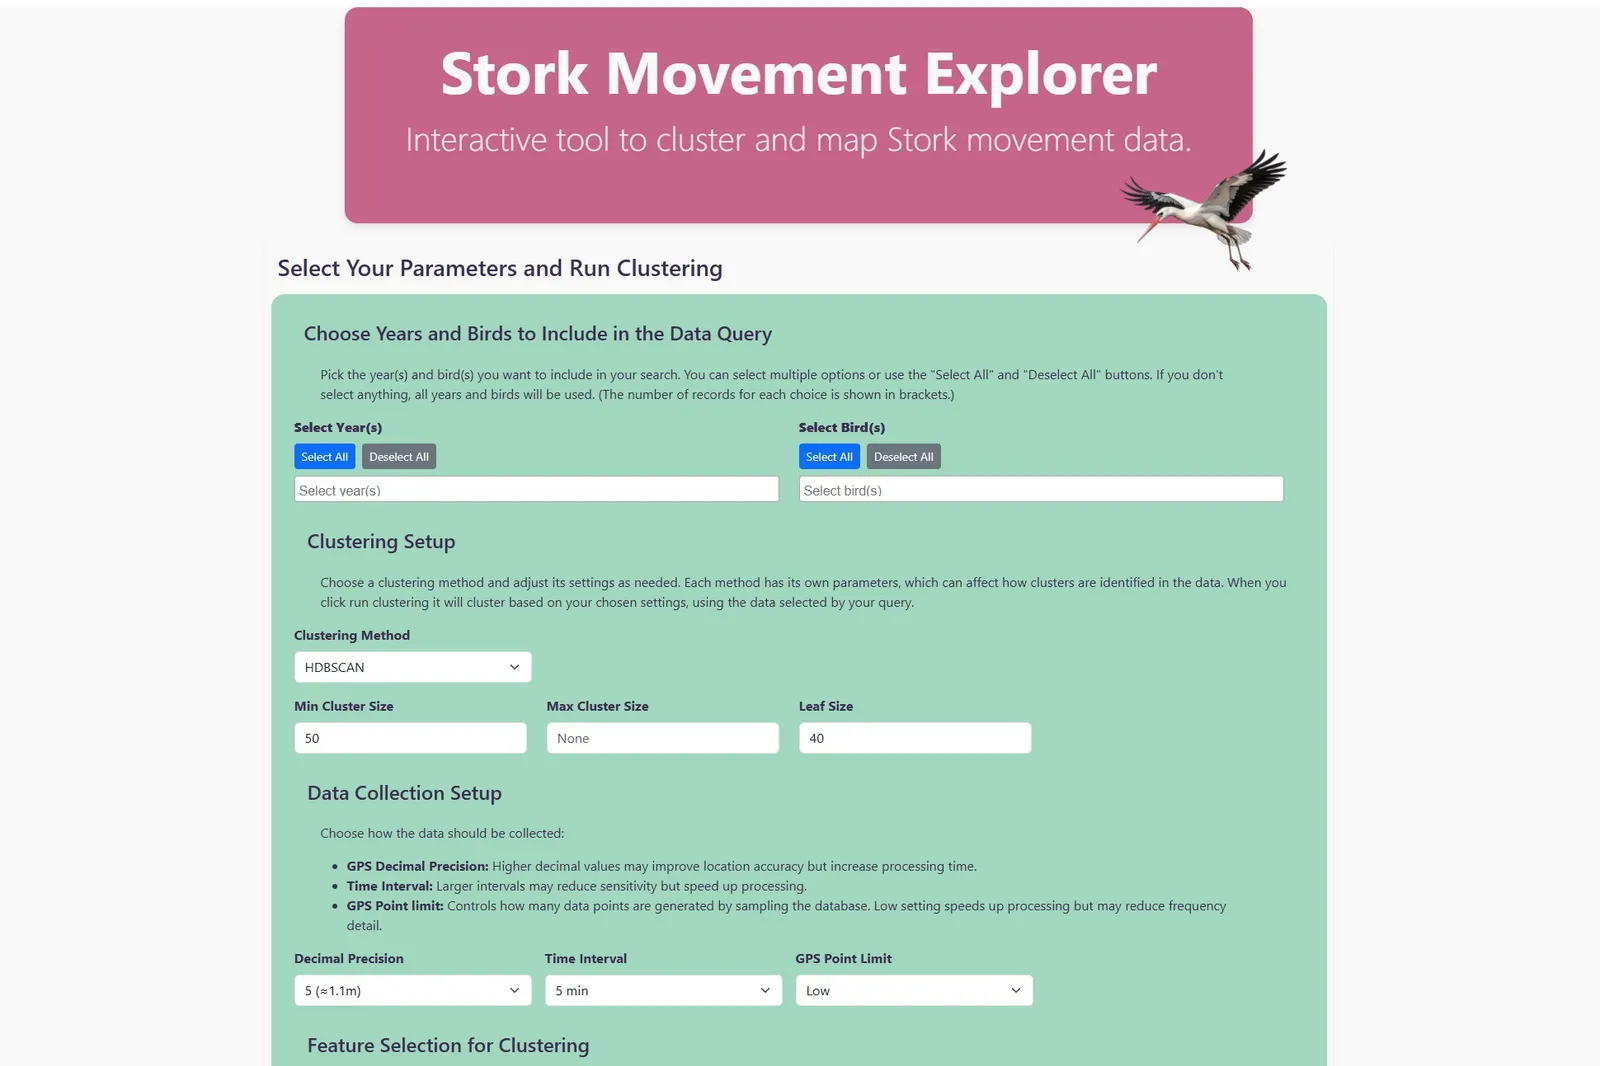 Stork Movement Explorer
Interactive tool to cluster and map Stork movement data.
Select Your Parameters and Run Clustering
Choose Years and Birds to Include in the Data Query
Pick the year(s) and bird(s) you want to include in your search. You can select multiple options or use the "Select All" and "Deselect All" buttons. If you don't
select anything, all years and birds will be used. (The number of records for each choice is shown in brackets.)
Select Year(s)
Select All Deselect All
Select year(s)
Select Bird(s)
Select All Deselect All
Select bird(s)
Clustering Setup
Choose a clustering method and adjust its settings as needed. Each method has its own parameters, which can affect how clusters are identified in the data. When you
click run clustering it will cluster based on your chosen settings, using the data selected by your query.
Clustering Method
HDBSCAN
Min Cluster Size Max Cluster Size Leaf Size
50 None 40
Data Collection Setup
Choose how the data should be collected:
• GPS Decimal Precision: Higher decimal values may improve location accuracy but increase processing time.
• Time Interval: Larger intervals may reduce sensitivity but speed up processing.
• GPS Point limit: Controls how many data points are generated by sampling the database. Low setting speeds up processing but may reduce frequency
detail.
Decimal Precision Time Interval GPS Point Limit
5 (≈1.1m) 5 min Low
Feature Selection for Clustering